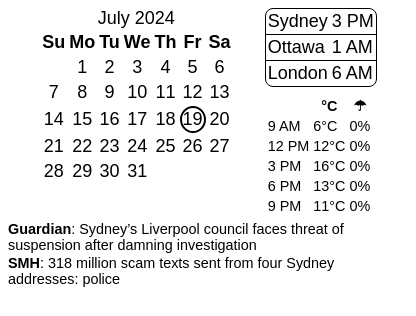 July 2024
Su Mo Tu We Th Fr Sa
1 2 3 4 5 6
7 8 9 10 11 12 13
14 15 16 17 18 19 20
21 22 23 24 25 26 27
28 29 30 31
Sydney 3 PM
Ottawa 1 AM
London 6 AM
°C ☂
9 AM 6°C 0%
12 PM 12°C 0%
3 PM 16°C 0%
6 PM 13°C 0%
9 PM 11°C 0%
Guardian: Sydney’s Liverpool council faces threat of
suspension after damning investigation
SMH: 318 million scam texts sent from four Sydney
addresses: police